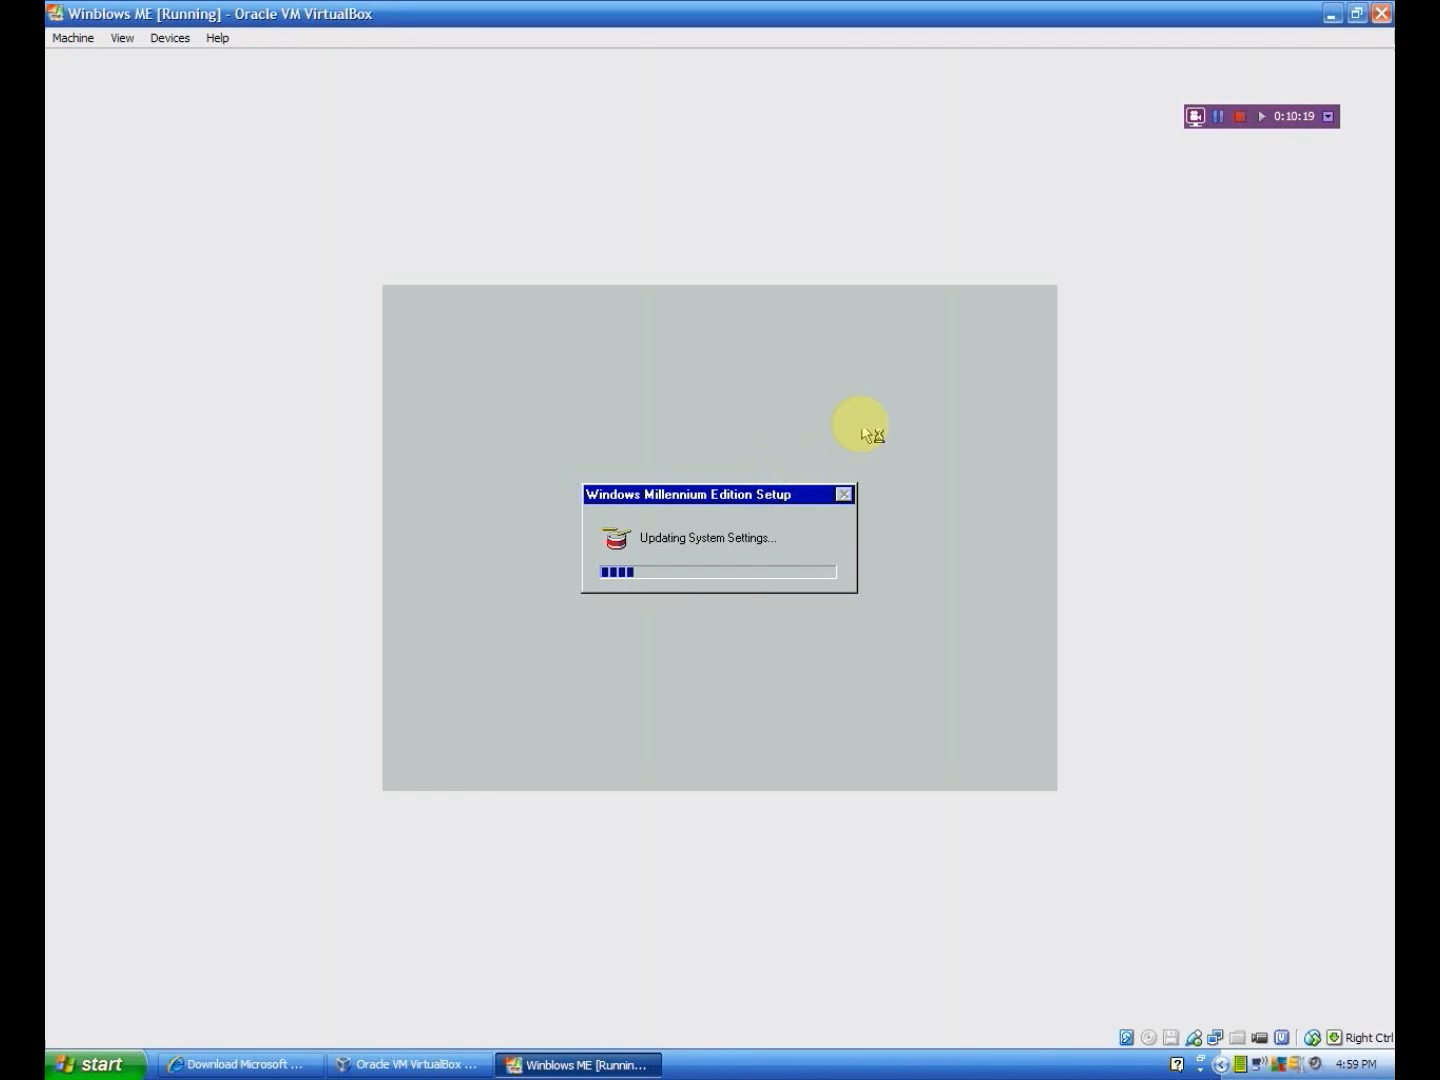 Winblows ME [Running] - Oracle VM VirtualBox
Machine View Devices Help
0:10:19
Windows Millennium Edition Setup
Updating System Settings...
Right Ctrl
start
Download Microsoft ...
Oracle VM VirtualBox ...
Winblows ME [Runnin...
4:59 PM